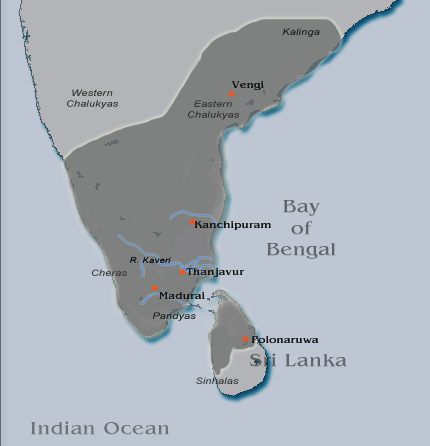 Kalinga
Vengi
Western
Chalukyas
Eastern
Chalukyas
Bay
of
Bengal
Kanchipuram
R. Kaveri
Cheras
Thanjavur
Madurai
Pandyas
Polonaruwa
Sri Lanka
Sinhalas
Indian Ocean